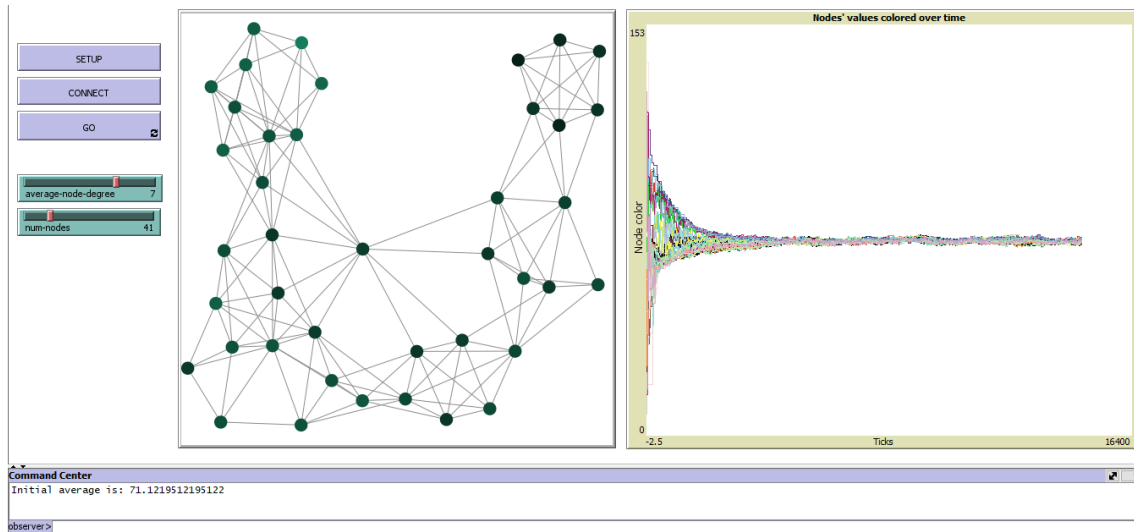 Nodes' values colored over time
153
SETUP
CONNECT
GO
average-node-degree 7
num-nodes 41
Node color
0
-2.5 Ticks 16400
Command Center
Initial average is: 71.1219512195122
observer>